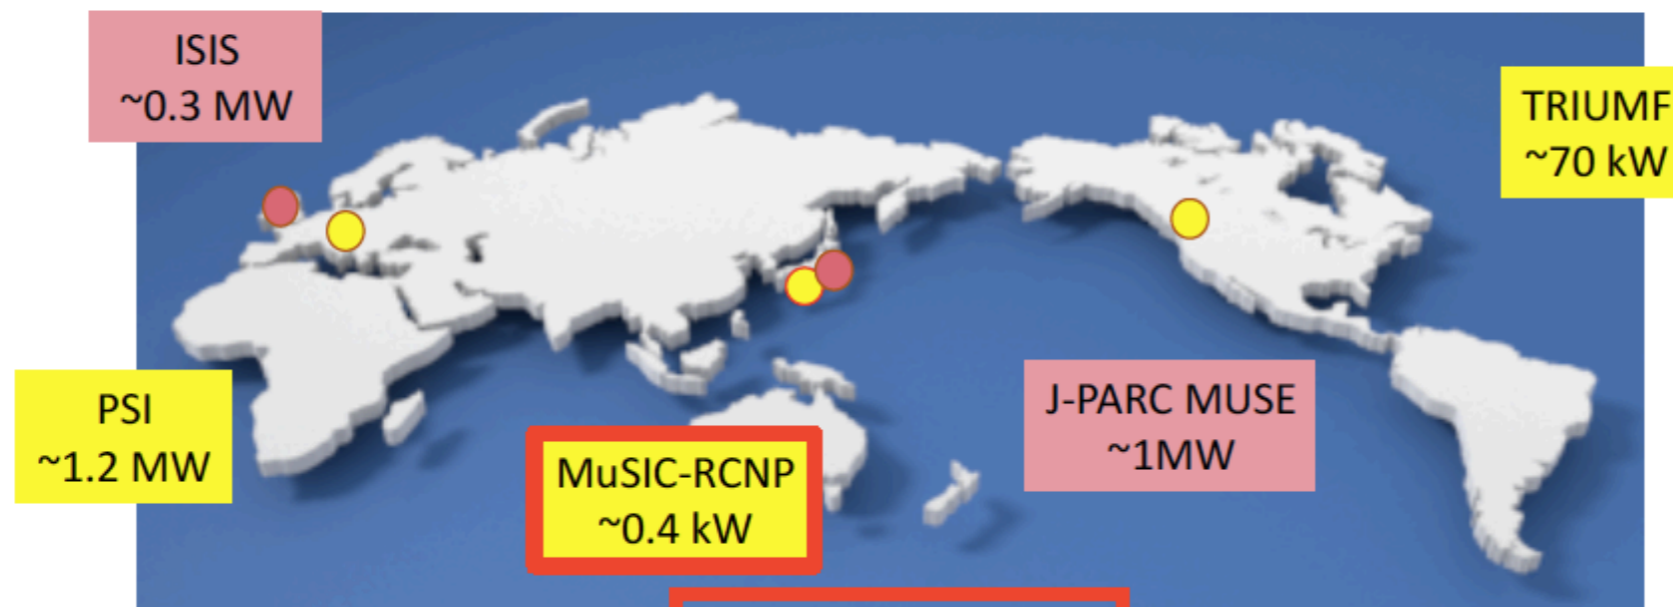 ISIS
~0.3 MW
TRIUMF
~70 kW
PSI
~1.2 MW
MuSIC-RCNP
~0.4 kW
J-PARC MUSE
~1MW